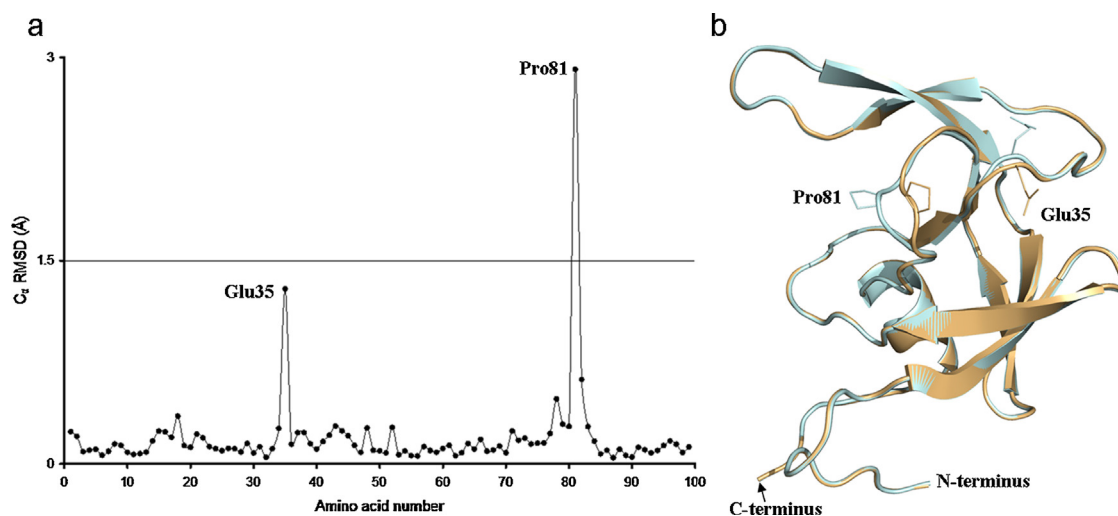 a
b
3
Pro81
Cα RMSD (Å)
1.5
Glu35
0
0 10 20 30 40 50 60 70 80 90 100
Amino acid number
Pro81
Glu35
N-terminus
C-terminus